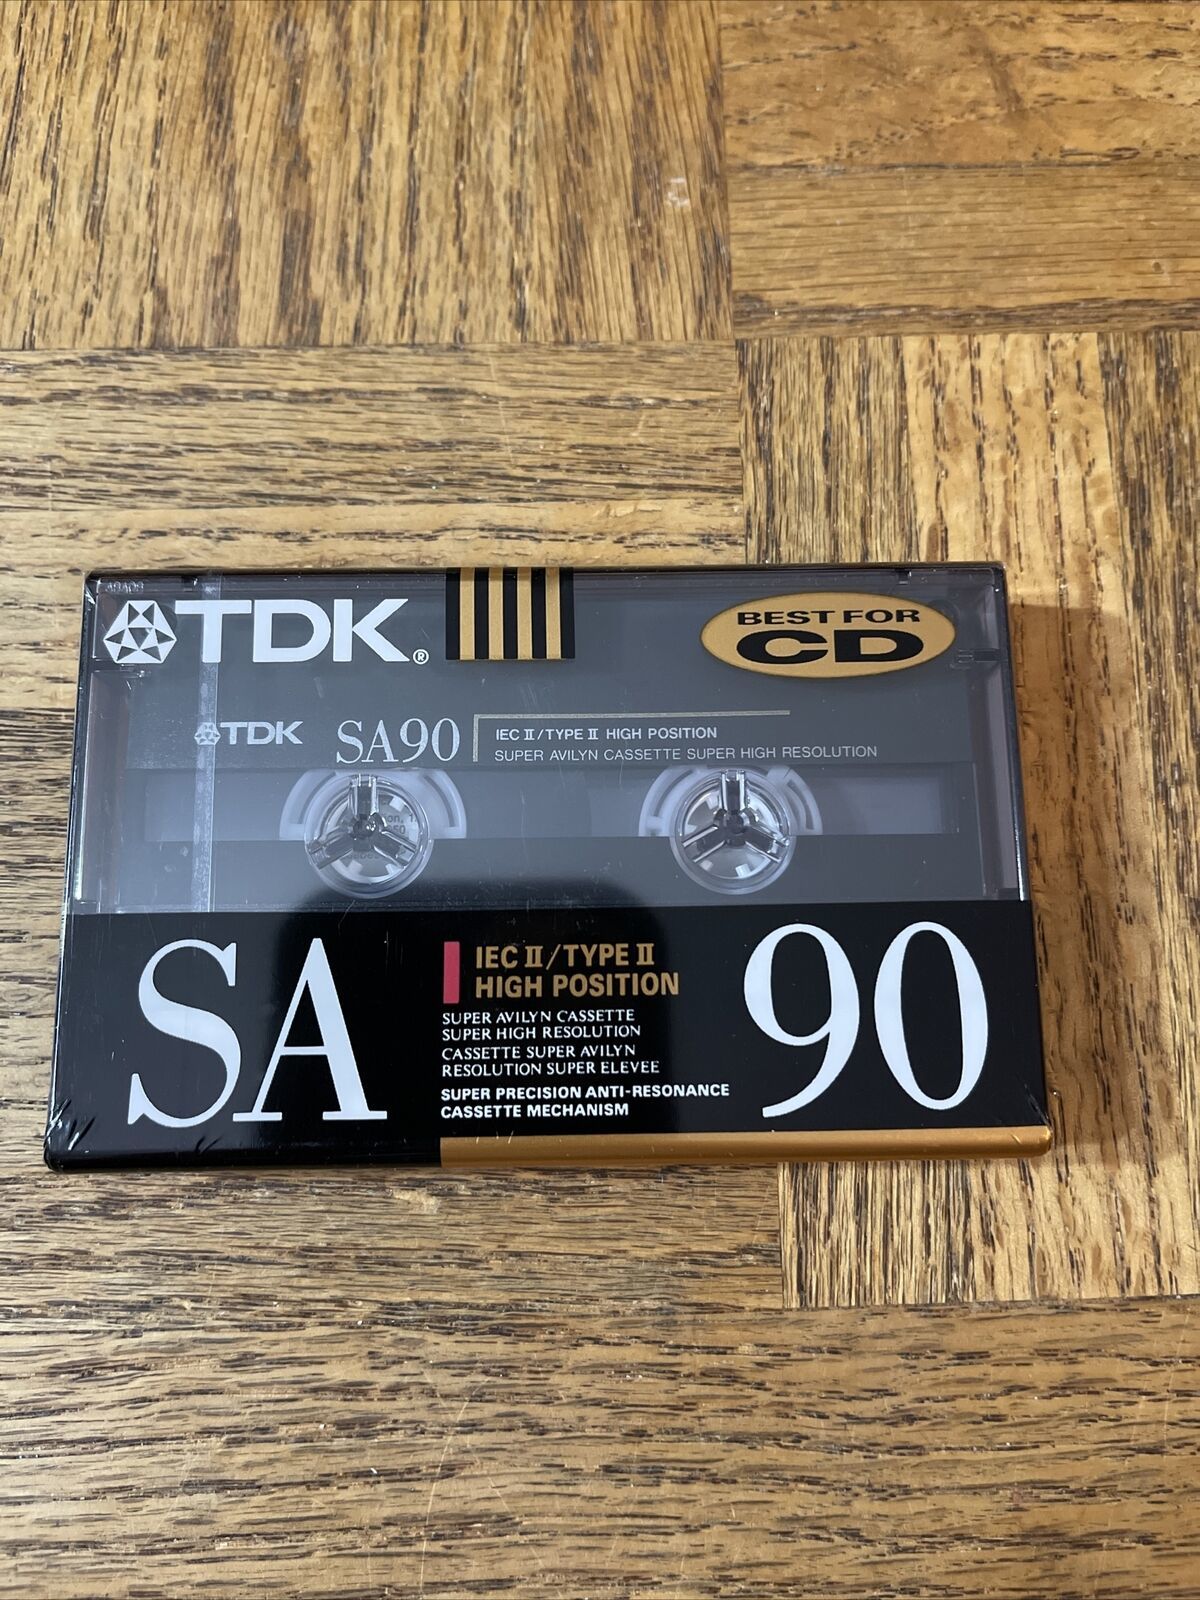 TDK®
BEST FOR
CD
TDK
SA90
IEC II/TYPE II HIGH POSITION
SUPER AVILYN CASSETTE SUPER HIGH RESOLUTION
SA
IEC II/TYPE II
HIGH POSITION
SUPER AVILYN CASSETTE
SUPER HIGH RESOLUTION
CASSETTE SUPER AVILYN
RESOLUTION SUPER ELEVEE
SUPER PRECISION ANTI-RESONANCE
CASSETTE MECHANISM
90